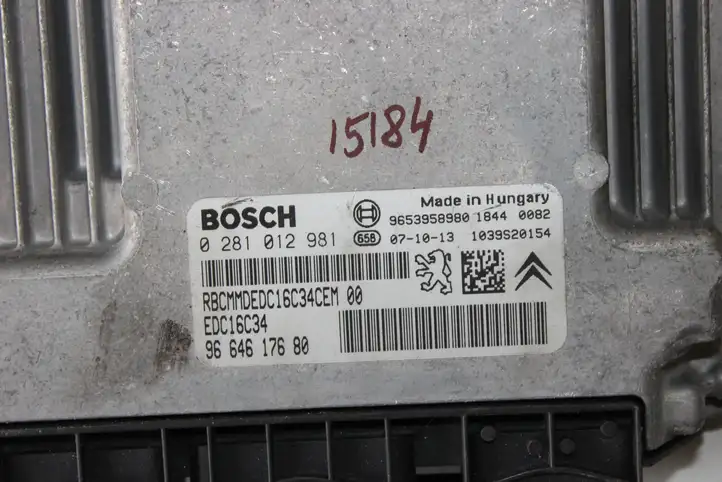 15184
BOSCH
Made in Hungary
9653958980 1844 0082
0 281 012 981 658 07-10-13 1039S20154
RBCMMDEDC16C34CEM 00
EDC16C34
96 646 176 80